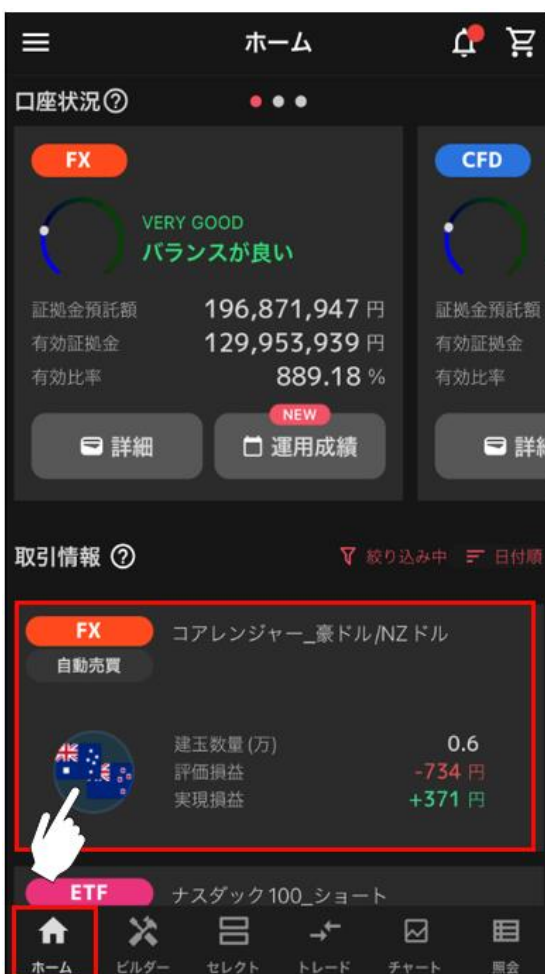 ホーム
口座状況?
FX
CFD
VERY GOOD
バランスが良い
証拠金預託額 196,871,947 円
有効証拠金 129,953,939 円
有効比率 889.18 %
証拠金預託額
有効証拠金
有効比率
NEW
詳細
運用成績
詳細
取引情報 ?
絞り込み中
日付順
FX
コアレンジャー_豪ドル/NZドル
自動売買
建玉数量 (万) 0.6
評価損益 -734 円
実現損益 +371 円
ETF
ナスダック100_ショート
ホーム
ビルダー
セレクト
トレード
チャート
照会